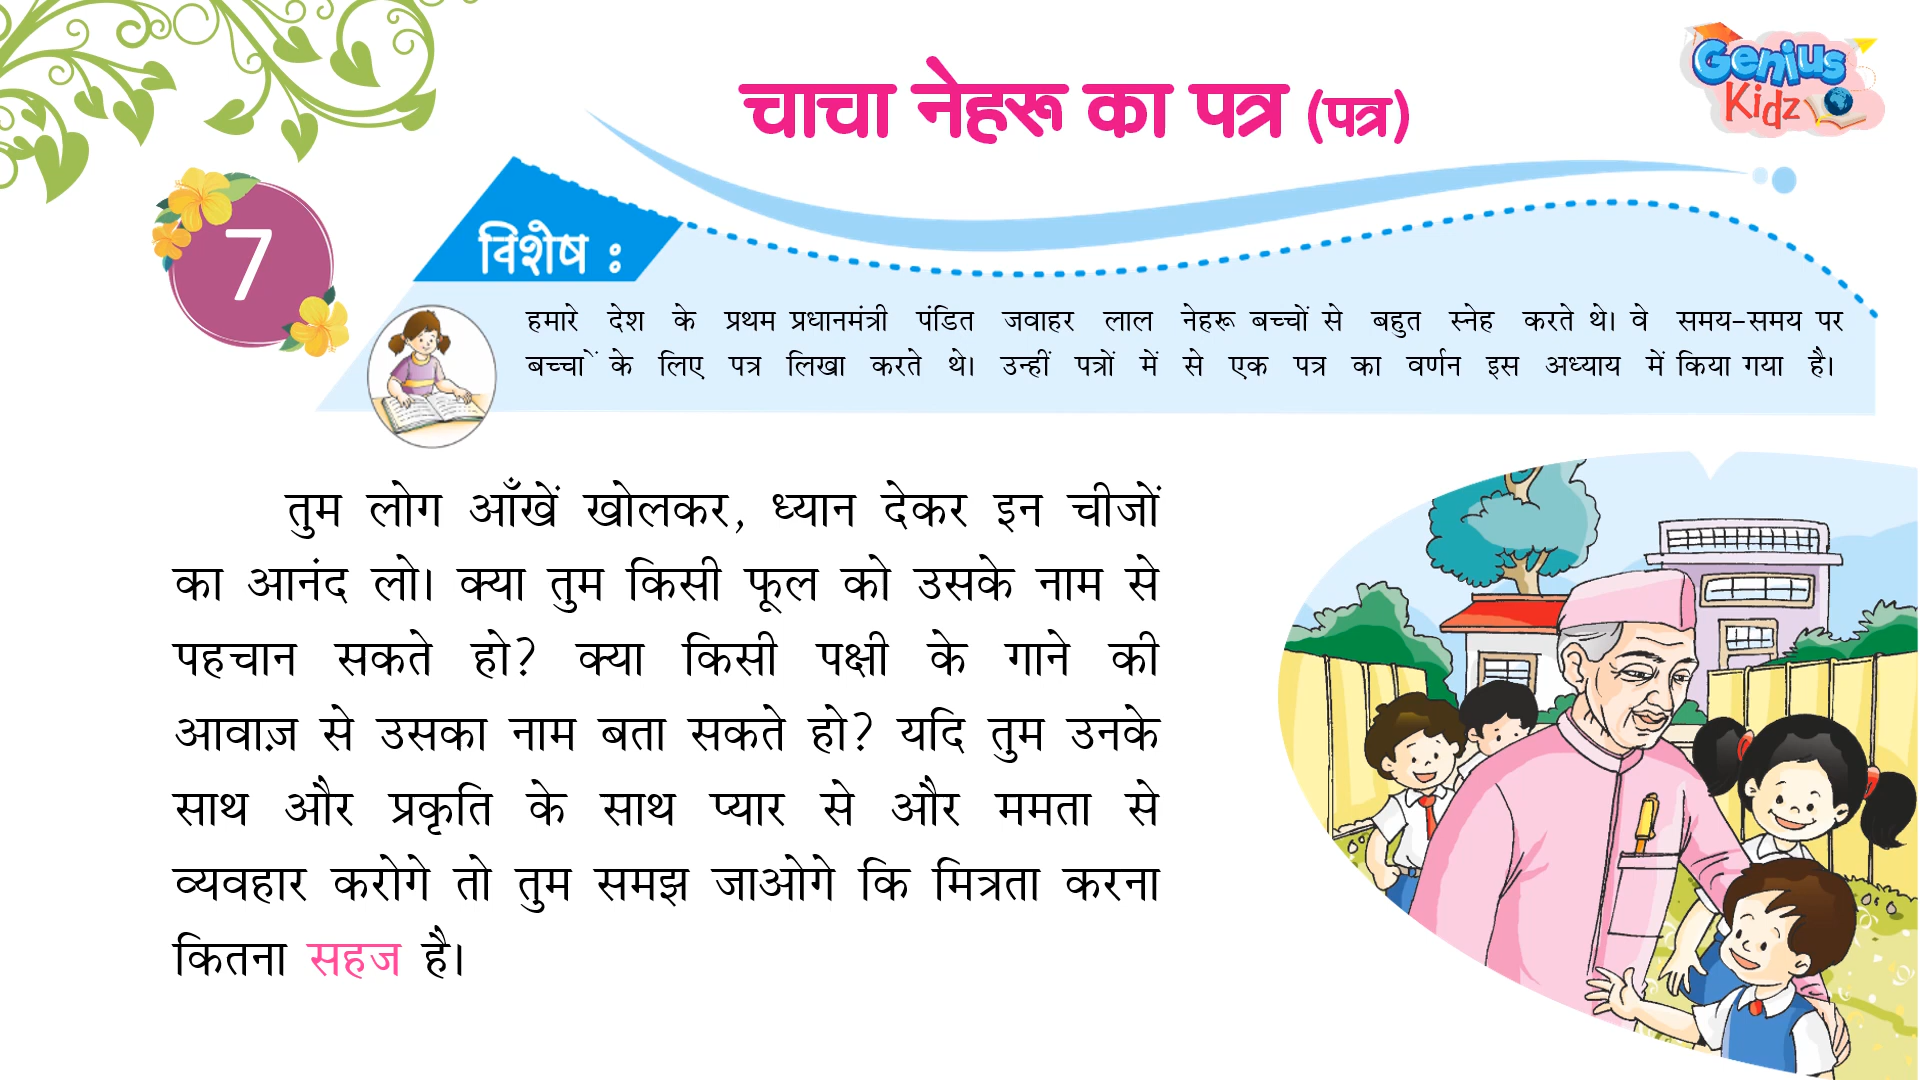 Genius
Kidz
चाचा नेहरू का पत्र (पत्र)
7
विशेष :
हमारे देश के प्रथम प्रधानमंत्री पंडित जवाहर लाल नेहरू बच्चों से बहुत स्नेह करते थे। वे समय-समय पर
बच्चों के लिए पत्र लिखा करते थे। उन्हीं पत्रों में से एक पत्र का वर्णन इस अध्याय में किया गया है।
तुम लोग आँखें खोलकर, ध्यान देकर इन चीजों
का आनंद लो। क्या तुम किसी फूल को उसके नाम से
पहचान सकते हो? क्या किसी पक्षी के गाने की
आवाज़ से उसका नाम बता सकते हो? यदि तुम उनके
साथ और प्रकृति के साथ प्यार से और ममता से
व्यवहार करोगे तो तुम समझ जाओगे कि मित्रता करना
कितना सहज है।